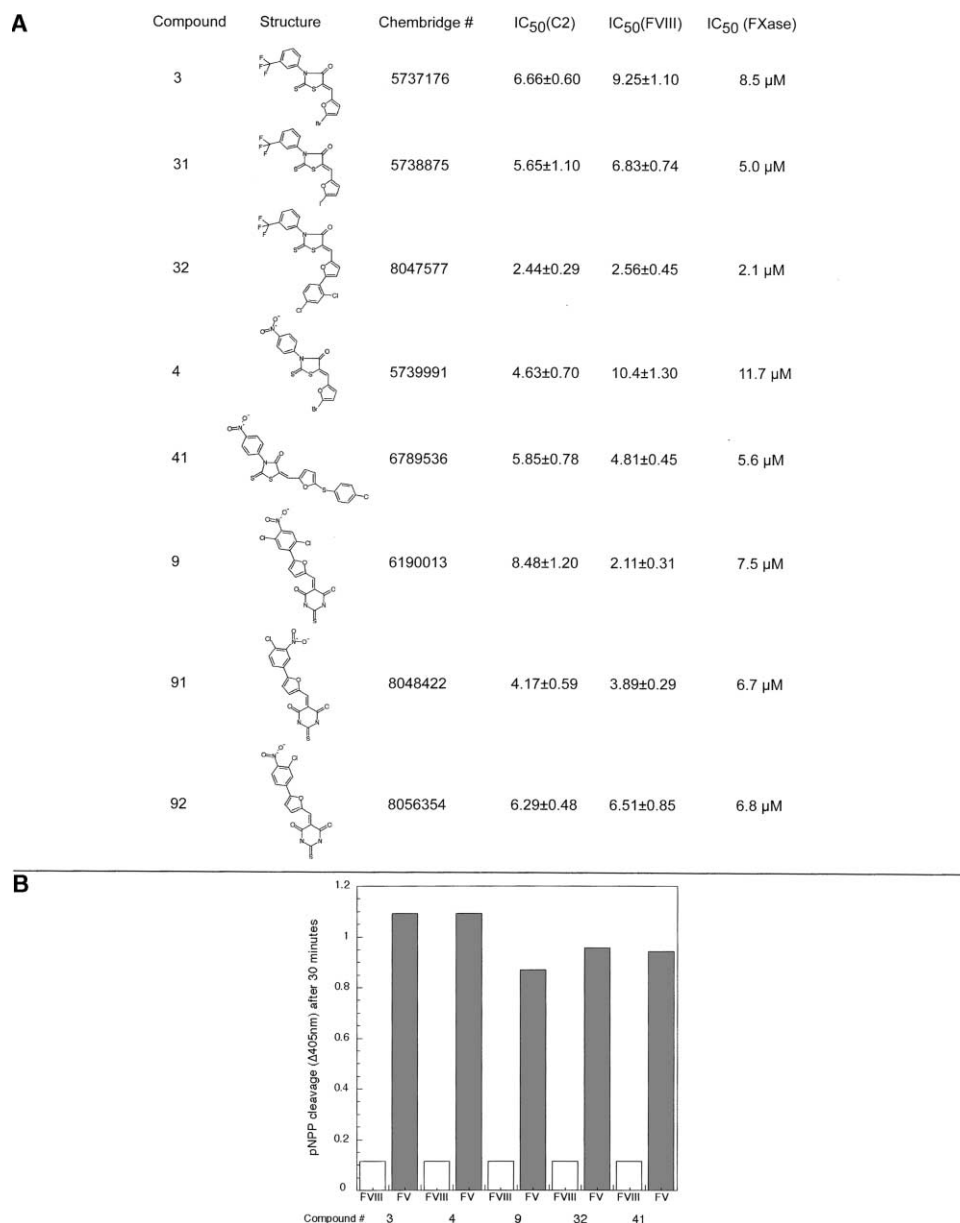 A
Compound Structure Chembridge # IC50(C2) IC50(FVIII) IC50 (FXase)
3 5737176 6.66±0.60 9.25±1.10 8.5 µM
31 5738875 5.65±1.10 6.83±0.74 5.0 µM
32 8047577 2.44±0.29 2.56±0.45 2.1 µM
4 5739991 4.63±0.70 10.4±1.30 11.7 µM
41 6789536 5.85±0.78 4.81±0.45 5.6 µM
9 6190013 8.48±1.20 2.11±0.31 7.5 µM
91 8048422 4.17±0.59 3.89±0.29 6.7 µM
92 8056354 6.29±0.48 6.51±0.85 6.8 µM
B
pNPP cleavage (Δ405nm) after 30 minutes
1.2
1
0.8
0.6
0.4
0.2
0
FVIII FV FVIII FV FVIII FV FVIII FV FVIII FV
Compound # 3 4 9 32 41